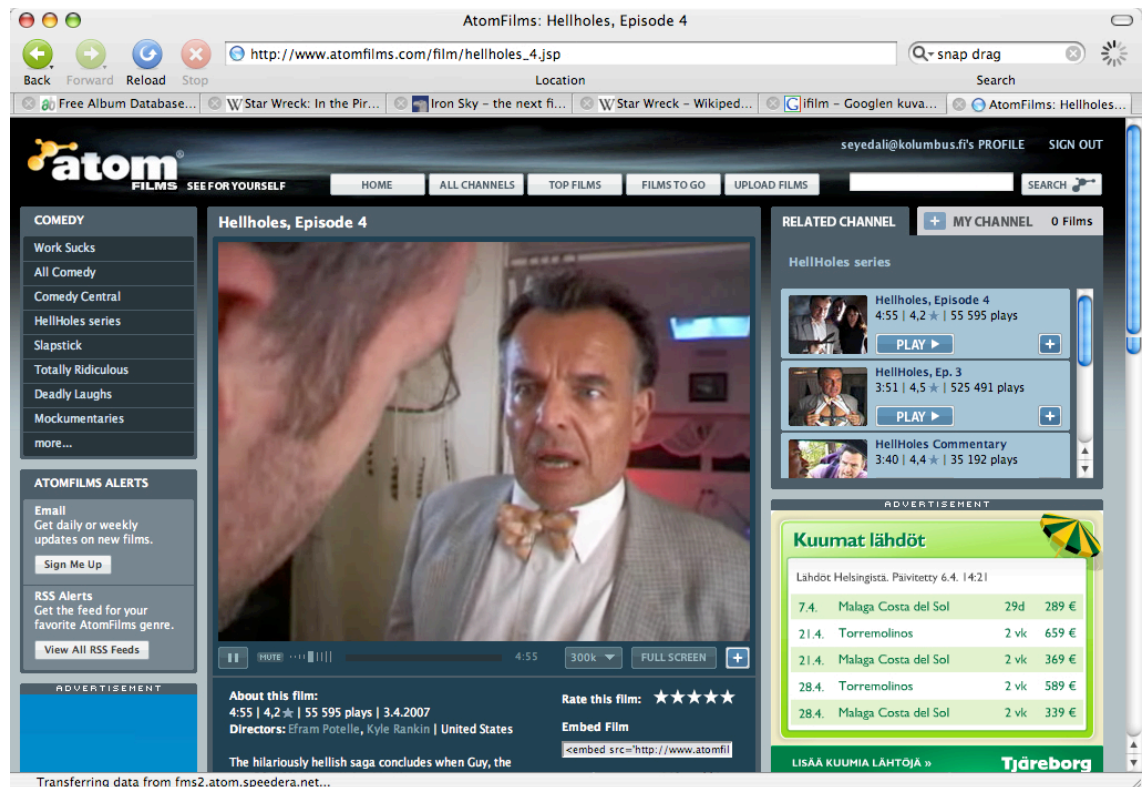 AtomFilms: Hellholes, Episode 4
http://www.atomfilms.com/film/hellholes_4.jsp
snap drag
Back Forward Reload Stop
Location
Search
Free Album Database...
Star Wreck: In the Pir...
Iron Sky – the next fi...
Star Wreck – Wikiped...
ifilm – Googlen kuva...
AtomFilms: Hellholes...
seyedali@kolumbus.fi's PROFILE
SIGN OUT
atom
FILMS SEE FOR YOURSELF
HOME
ALL CHANNELS
TOP FILMS
FILMS TO GO
UPLOAD FILMS
SEARCH
COMEDY
Work Sucks
All Comedy
Comedy Central
HellHoles series
Slapstick
Totally Ridiculous
Deadly Laughs
Mockumentaries
more...
ATOMFILMS ALERTS
Email
Get daily or weekly
updates on new films.
Sign Me Up
RSS Alerts
Get the feed for your
favorite AtomFilms genre.
View All RSS Feeds
ADVERTISEMENT
Hellholes, Episode 4
MUTE
4:55
300k
FULL SCREEN
About this film:
4:55 | 4,2 ★ | 55 595 plays | 3.4.2007
Directors: Efram Potelle, Kyle Rankin | United States
The hilariously hellish saga concludes when Guy, the
Rate this film: ★★★★★
Embed Film
<embed src="http://www.atomfil
RELATED CHANNEL
+ MY CHANNEL 0 Films
HellHoles series
Hellholes, Episode 4
4:55 | 4,2 ★ | 55 595 plays
PLAY
HellHoles, Ep. 3
3:51 | 4,5 ★ | 525 491 plays
PLAY
HellHoles Commentary
3:40 | 4,4 ★ | 35 192 plays
ADVERTISEMENT
Kuumat lähdöt
Lähdöt Helsingistä. Päivitetty 6.4. 14:21
7.4. Malaga Costa del Sol 29d 289 €
21.4. Torremolinos 2 vk 659 €
21.4. Malaga Costa del Sol 2 vk 369 €
28.4. Torremolinos 2 vk 589 €
28.4. Malaga Costa del Sol 2 vk 339 €
LISÄÄ KUUMIA LÄHTÖJÄ »
Tjäreborg
Transferring data from fms2.atom.speedera.net...